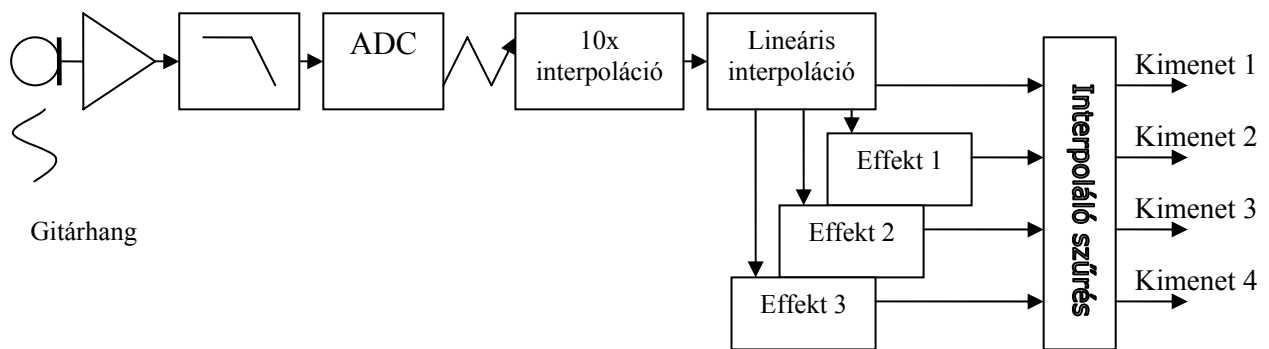 ADC
10x
interpoláció
Lineáris
interpoláció
Kimenet 1
Effekt 1
Kimenet 2
Effekt 2
Kimenet 3
Effekt 3
Kimenet 4
Interpoláló szűrés
Gitárhang